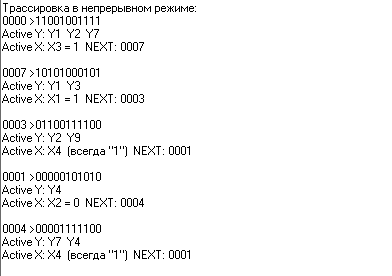 Трассировка в непрерывном режиме:
0000 >11001001111
Active Y: Y1 Y2 Y7
Active X: X3 = 1 NEXT: 0007
0007 >10101000101
Active Y: Y1 Y3
Active X: X1 = 1 NEXT: 0003
0003 >01100111100
Active Y: Y2 Y9
Active X: X4 (всегда "1") NEXT: 0001
0001 >00000101010
Active Y: Y4
Active X: X2 = 0 NEXT: 0004
0004 >00001111100
Active Y: Y7 Y4
Active X: X4 (всегда "1") NEXT: 0001